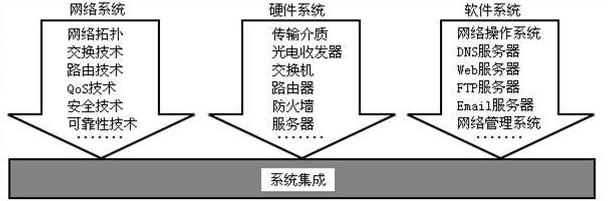 网络系统
网络拓扑
交换技术
路由技术
QoS技术
安全技术
可靠性技术
.......
硬件系统
传输介质
光电收发器
交换机
路由器
防火墙
服务器
.......
软件系统
网络操作系统
DNS服务器
Web服务器
FTP服务器
Email服务器
网络管理系统
.......
系统集成